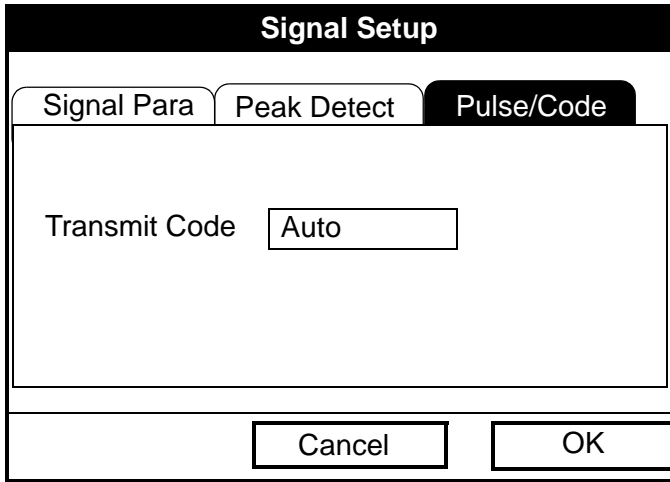 Signal Setup
Signal Para Peak Detect Pulse/Code
Transmit Code Auto
Cancel OK